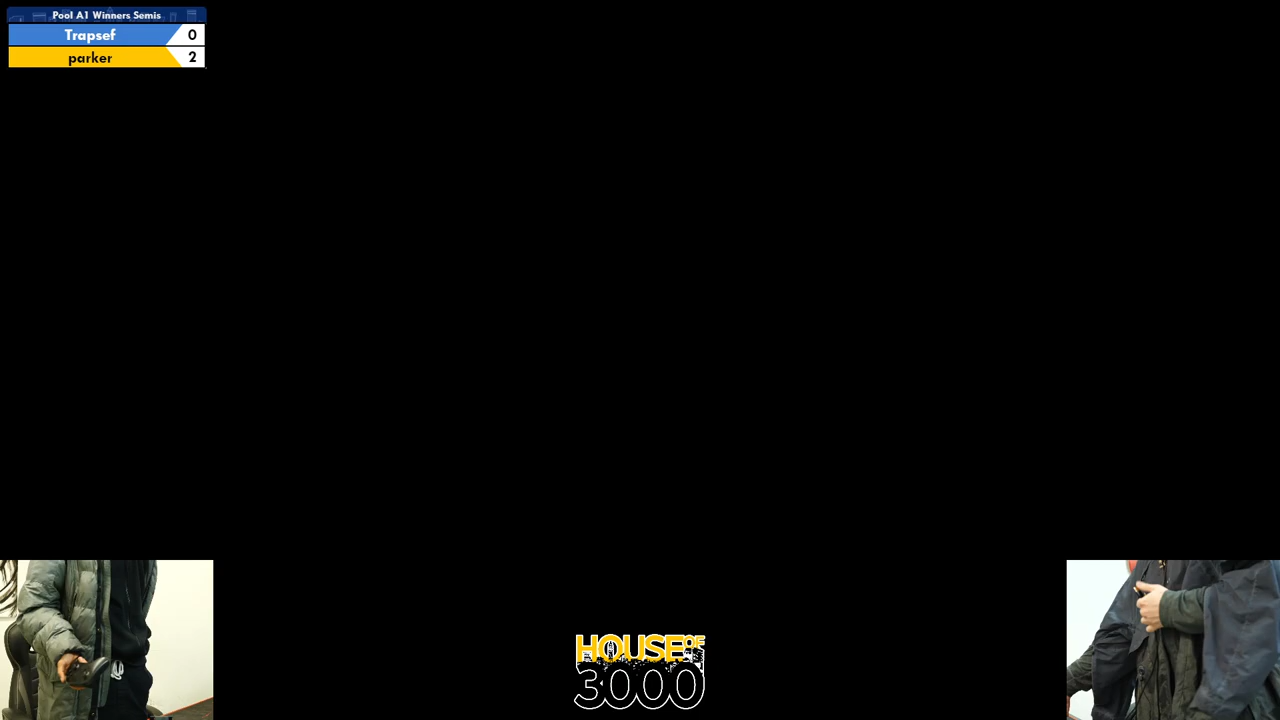 Pool A1 Winners Semis
Trapsef 0
parker 2
HOUSE OF
3000